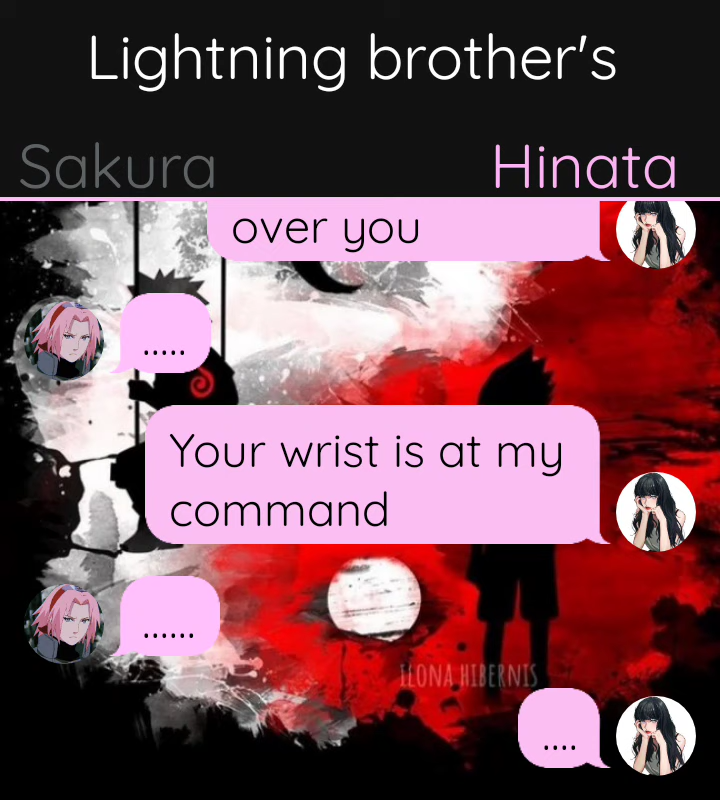 Lightning brother's
Sakura
Hinata
over you
.....
Your wrist is at my
command
......
ILONA HIBERNIS
....